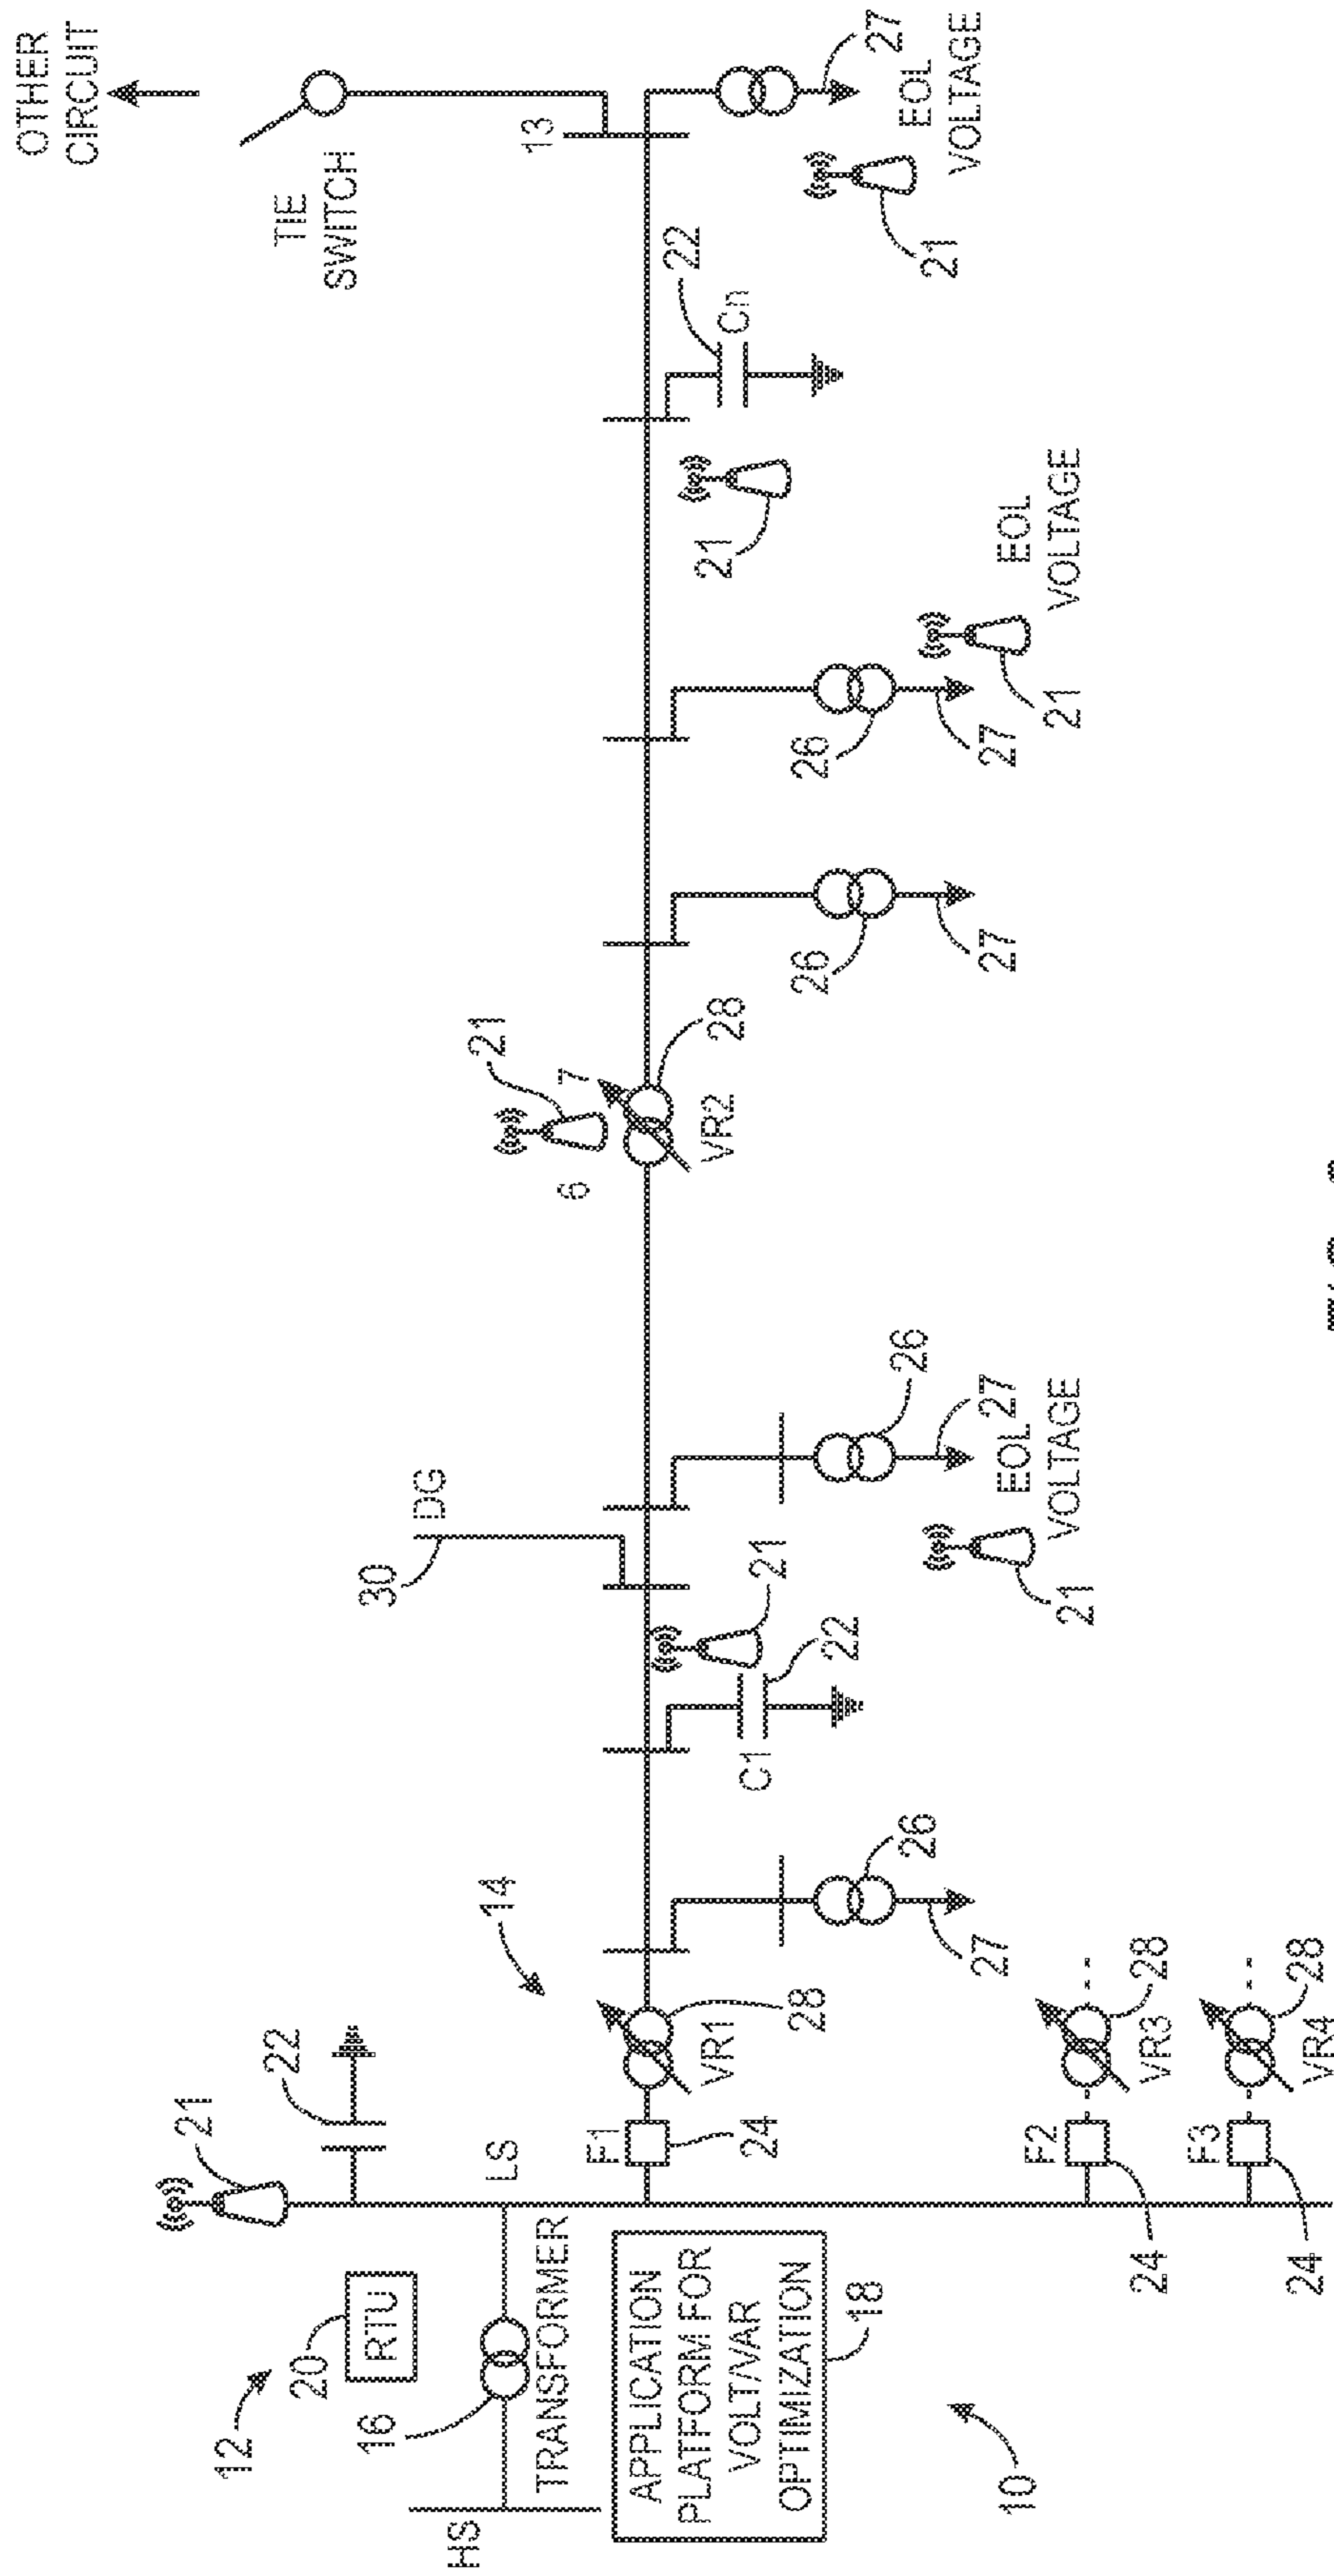 OTHER
CIRCUIT
TIE
SWITCH
13
27
EOL
VOLTAGE
21
22
Cn
21
EOL
VOLTAGE
21
26
27
26
27
21
7
6
28
VR2
26
27
EOL
VOLTAGE
21
DG
30
21
22
C1
26
27
14
28
VR1
F1
24
22
21
LS
28
VR3
F2
24
28
VR4
F3
24
12
20
RTU
16
TRANSFORMER
HS
APPLICATION
PLATFORM FOR
VOLT/VAR
OPTIMIZATION
18
10